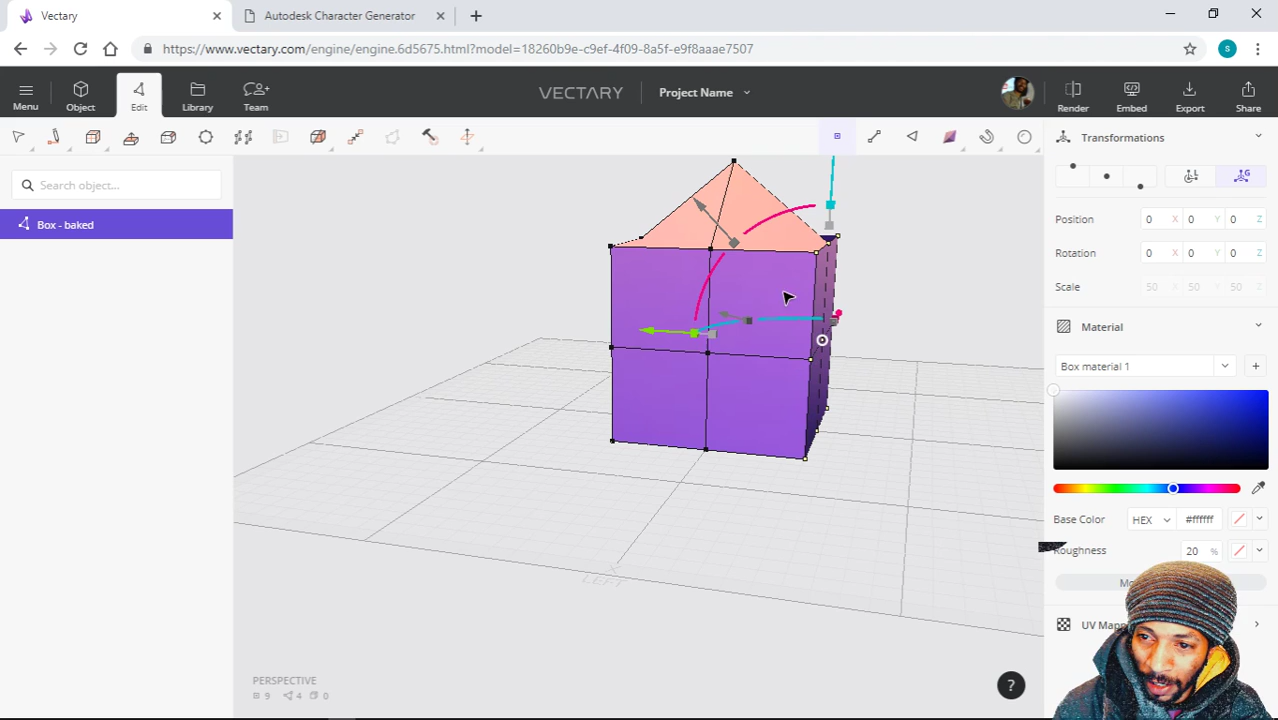 Vectary
Autodesk Character Generator
https://www.vectary.com/engine/engine.6d5675.html?model=18260b9e-c9ef-4f09-8a5f-e9f8aaae7507
S
Menu
Object
Edit
Library
Team
VECTARY
Project Name
Render
Embed
Export
Share
Search object...
Box - baked
Transformations
L
G
Position 0 X 0 Y 0 Z
Rotation 0 X 0 Y 0 Z
Scale 50 X 50 Y 50 Z
Material
Box material 1
Base Color HEX #ffffff
Roughness 20 %
UV Map
LEFT
PERSPECTIVE
9 4 0
?